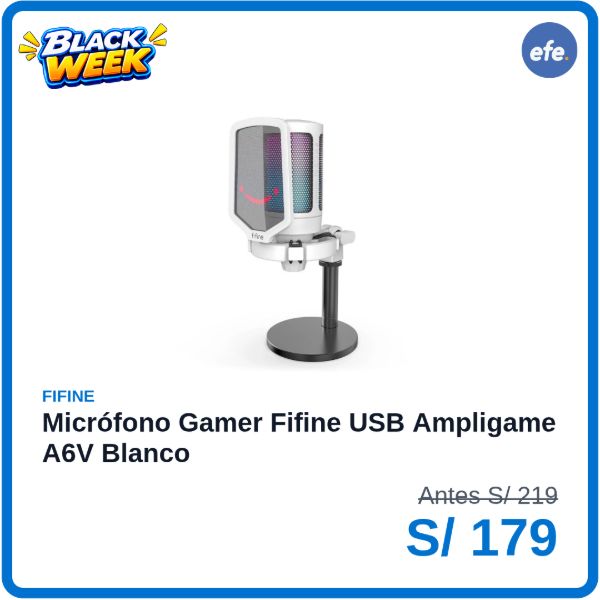 BLACK
WEEK
efe.
fifine
FIFINE
Micrófono Gamer Fifine USB Ampligame
A6V Blanco
Antes S/ 219
S/ 179